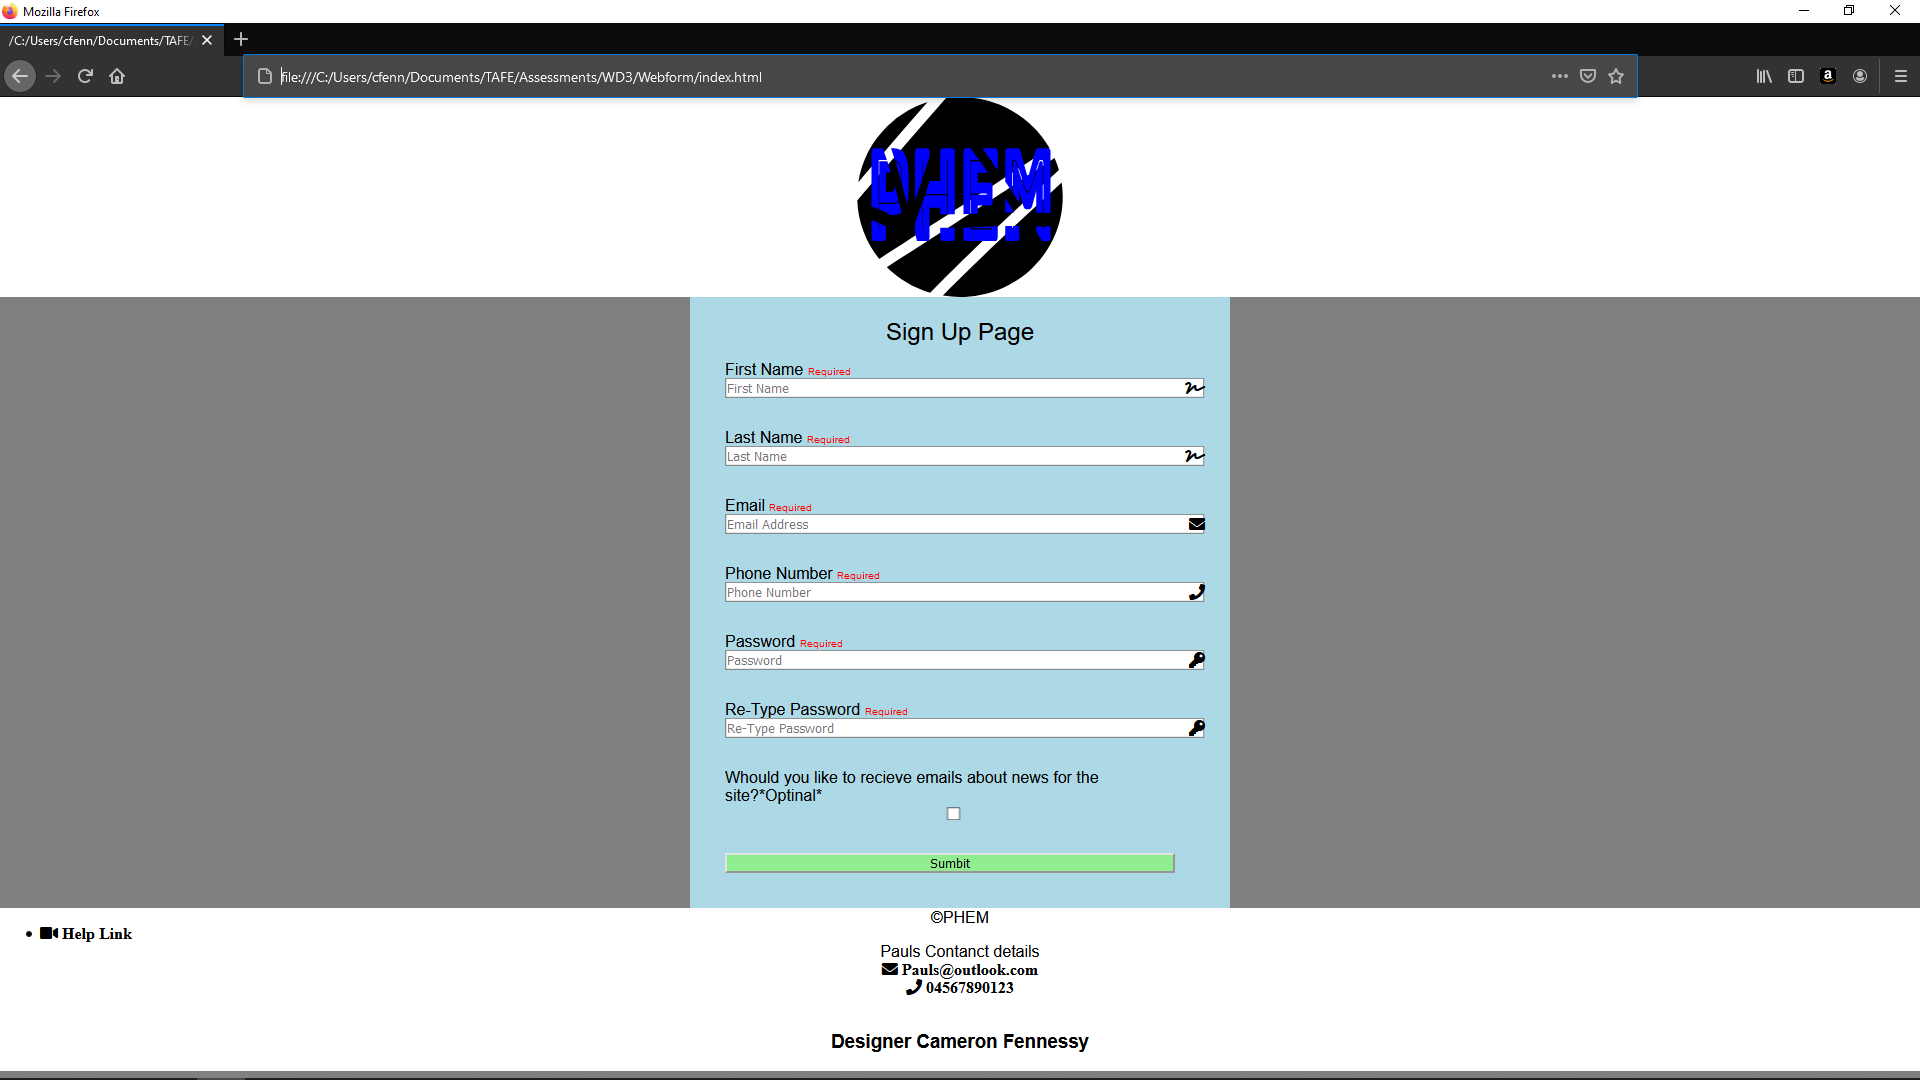 Mozilla Firefox
/C:/Users/cfenn/Documents/TAFE/
file:///C:/Users/cfenn/Documents/TAFE/Assessments/WD3/Webform/index.html
PHEM
Sign Up Page
First Name Required
First Name
Last Name Required
Last Name
Email Required
Email Address
Phone Number Required
Phone Number
Password Required
Password
Re-Type Password Required
Re-Type Password
Whould you like to recieve emails about news for the
site?*Optinal*
Sumbit
©PHEM
Help Link
Pauls Contanct details
Pauls@outlook.com
04567890123
Designer Cameron Fennessy